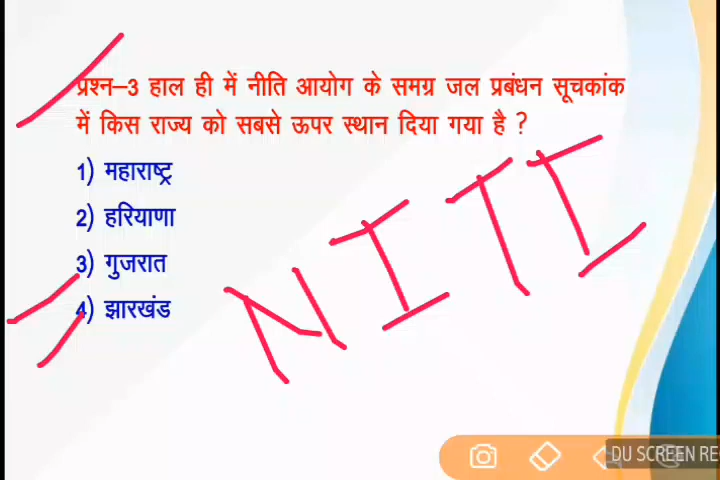 प्रश्न–3 हाल ही में नीति आयोग के समग्र जल प्रबंधन सूचकांक
में किस राज्य को सबसे ऊपर स्थान दिया गया है ?
1) महाराष्ट्र
2) हरियाणा
3) गुजरात
4) झारखंड
NITI
DU SCREEN RE